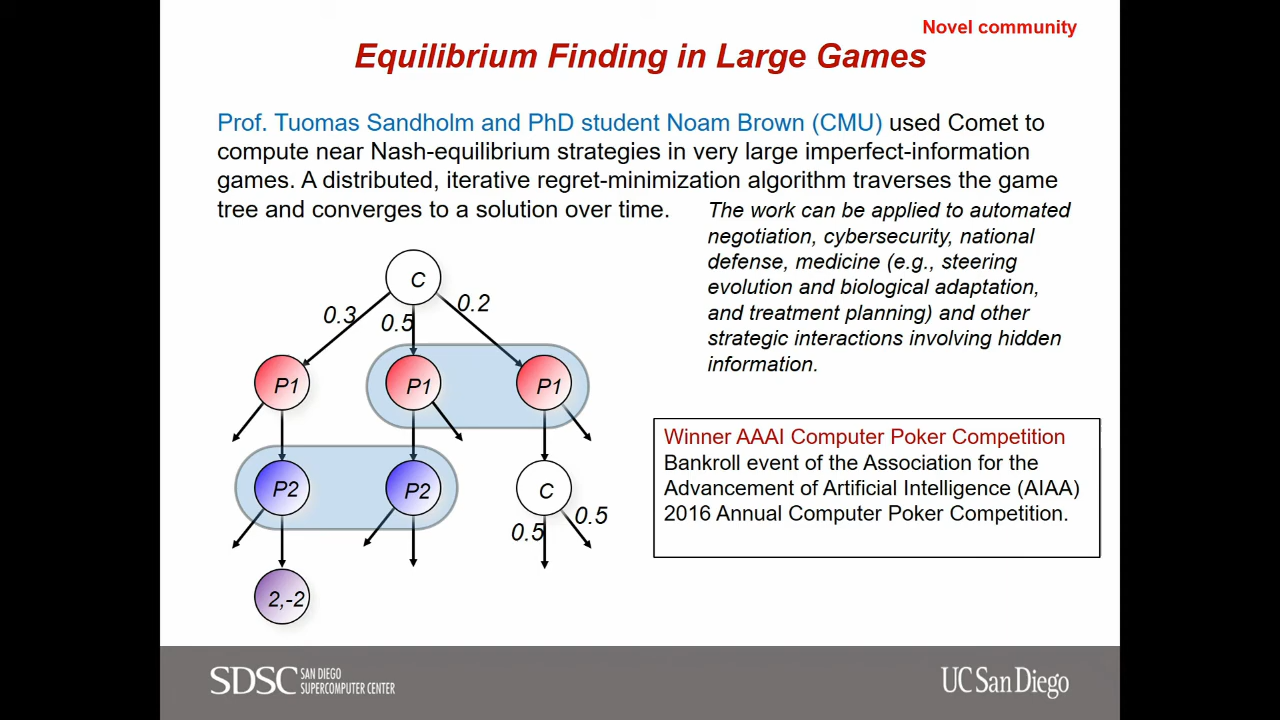 Novel community
Equilibrium Finding in Large Games
Prof. Tuomas Sandholm and PhD student Noam Brown (CMU) used Comet to
compute near Nash-equilibrium strategies in very large imperfect-information
games. A distributed, iterative regret-minimization algorithm traverses the game
tree and converges to a solution over time.
The work can be applied to automated
negotiation, cybersecurity, national
defense, medicine (e.g., steering
evolution and biological adaptation,
and treatment planning) and other
strategic interactions involving hidden
information.
C
0.3
0.5
0.2
P1
P1
P1
P2
P2
C
0.5
0.5
2,-2
Winner AAAI Computer Poker Competition
Bankroll event of the Association for the
Advancement of Artificial Intelligence (AIAA)
2016 Annual Computer Poker Competition.
SDSC
SAN DIEGO
SUPERCOMPUTER CENTER
UC San Diego